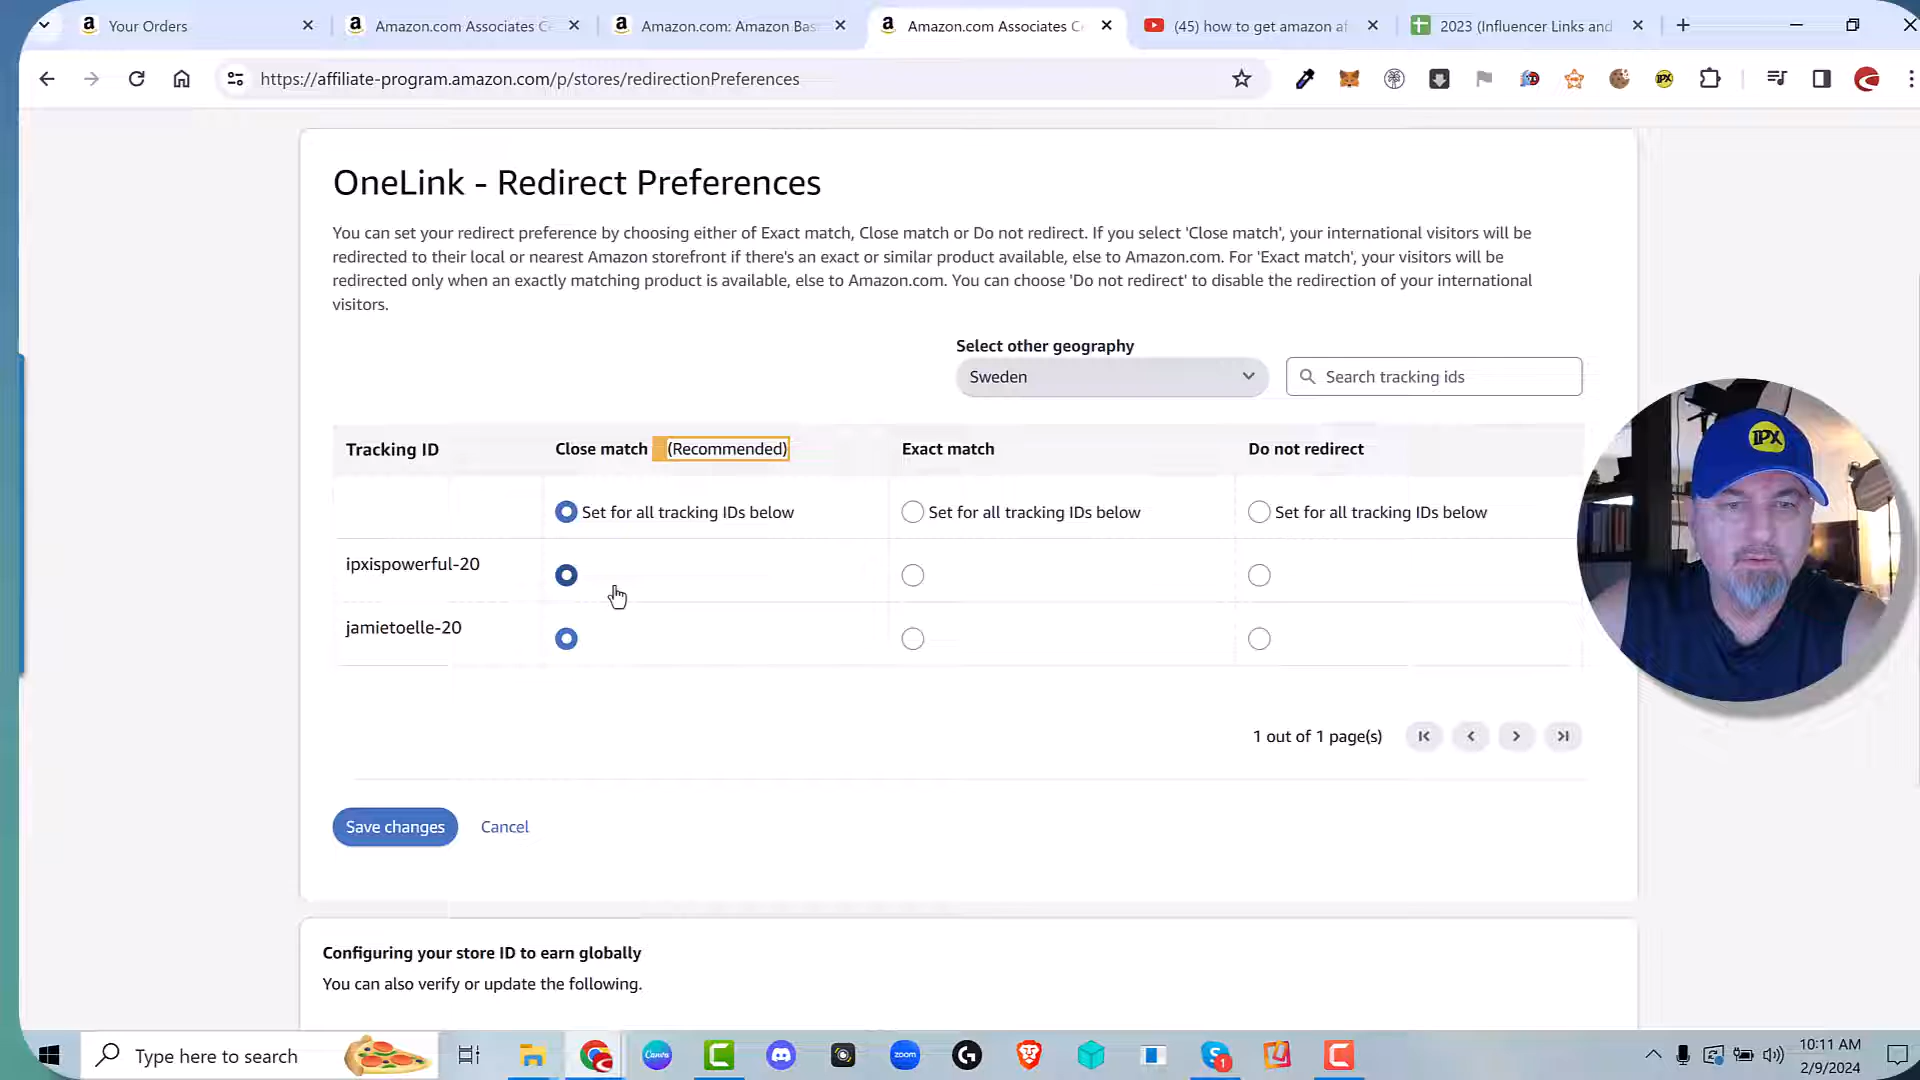 Your Orders
Amazon.com Associates Ce
Amazon.com: Amazon Bas
Amazon.com Associates C
(45) how to get amazon af
2023 (Influencer Links and
https://affiliate-program.amazon.com/p/stores/redirectionPreferences
OneLink - Redirect Preferences
You can set your redirect preference by choosing either of Exact match, Close match or Do not redirect. If you select 'Close match', your international visitors will be
redirected to their local or nearest Amazon storefront if there's an exact or similar product available, else to Amazon.com. For 'Exact match', your visitors will be
redirected only when an exactly matching product is available, else to Amazon.com. You can choose 'Do not redirect' to disable the redirection of your international
visitors.
Select other geography
Sweden
Search tracking ids
Tracking ID
Close match (Recommended)
Exact match
Do not redirect
Set for all tracking IDs below
Set for all tracking IDs below
Set for all tracking IDs below
ipxispowerful-20
jamietoelle-20
IPX
1 out of 1 page(s)
Save changes
Cancel
Configuring your store ID to earn globally
You can also verify or update the following.
Type here to search
Canva
zoom
1
10:11 AM
2/9/2024